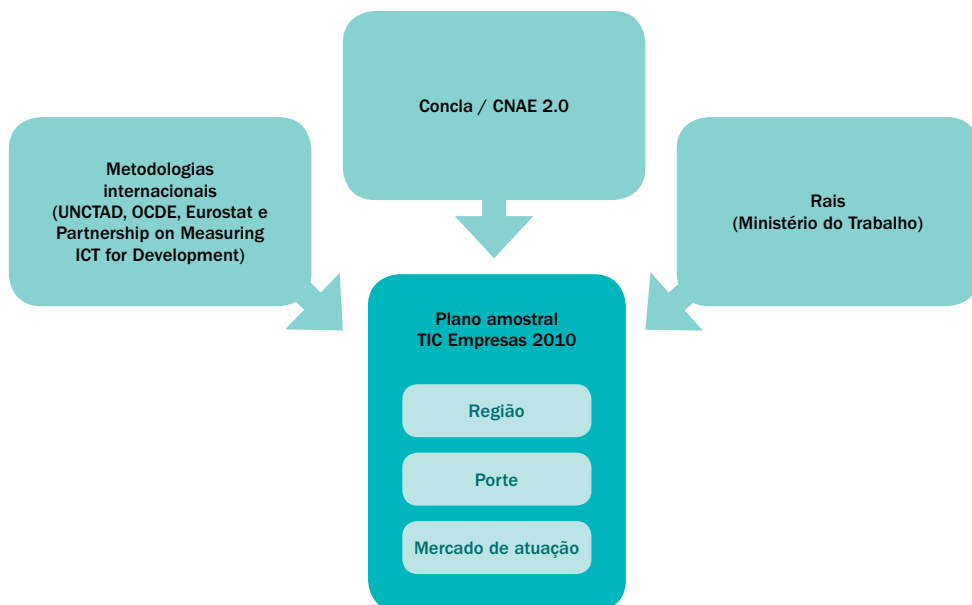 Concla / CNAE 2.0
Metodologias
internacionais
(UNCTAD, OCDE, Eurostat e
Partnership on Measuring
ICT for Development)
Rais
(Ministério do Trabalho)
Plano amostral
TIC Empresas 2010
Região
Porte
Mercado de atuação